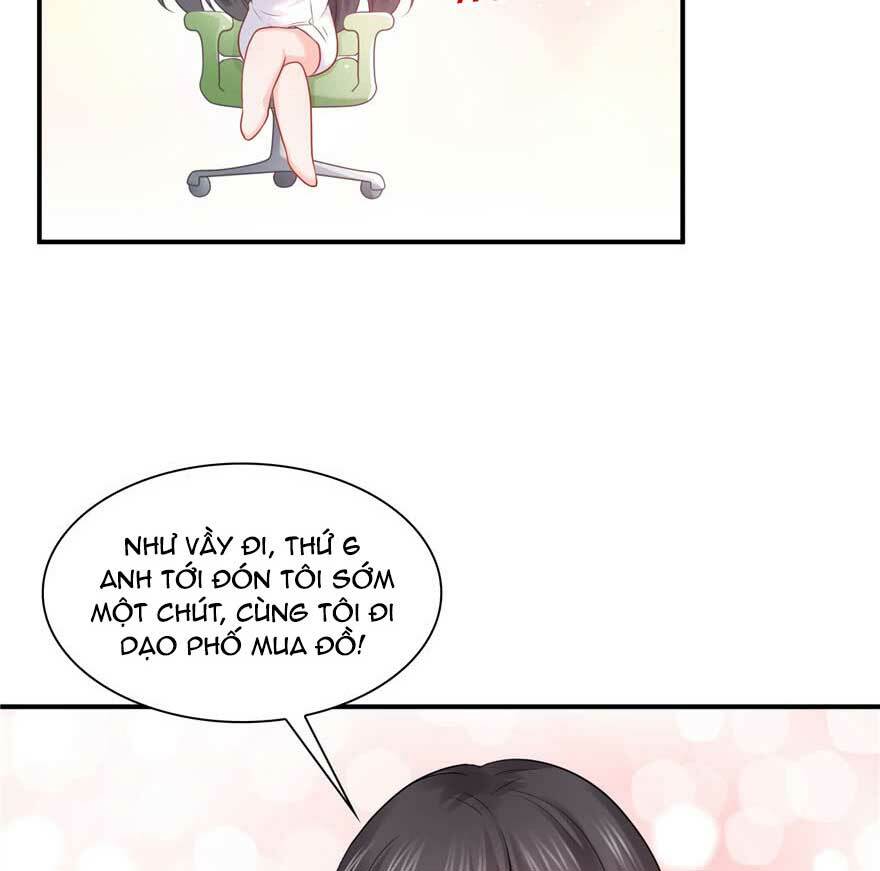 NHƯ VẦY ĐI, THỨ 6
ANH TỚI ĐÓN TÔI SỚM
MỘT CHÚT, CÙNG TÔI ĐI
DẠO PHỐ MUA ĐỒ!